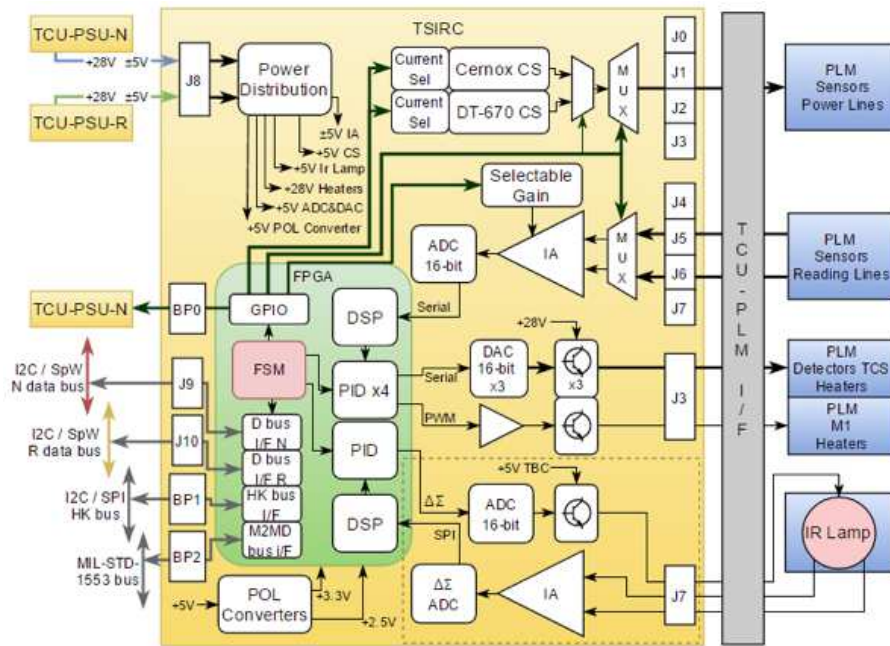 TSIRC
TCU-PSU-N
+28V ±5V
+28V ±5V
TCU-PSU-R
J8
Power
Distribution
±5V IA
+5V CS
+5V Ir Lamp
+28V Heaters
+5V ADC&DAC
+5V POL Converter
Current
Sel
Cernox CS
Current
Sel
DT-670 CS
MUX
J0
J1
J2
J3
PLM
Sensors
Power Lines
Selectable
Gain
ADC
16-bit
IA
MUX
J4
J5
J6
J7
PLM
Sensors
Reading Lines
TCU-PLM I/F
TCU-PSU-N
BP0
FPGA
GPIO
DSP
Serial
FSM
PID x4
Serial
PWM
DAC
16-bit
x3
+28V
x3
J3
PLM
Detectors TCS
Heaters
PLM
M1
Heaters
I2C / SpW
N data bus
J9
I2C / SpW
R data bus
J10
I2C / SPI
HK bus
BP1
MIL-STD-
1553 bus
BP2
D bus
I/F N
D bus
I/F R
HK bus
I/F
M2MD
bus i/F
PID
DSP
ΔΣ
SPI
+5V TBC
ADC
16-bit
ΔΣ
ADC
IA
J7
IR Lamp
+5V
POL
Converters
+3.3V
+2.5V